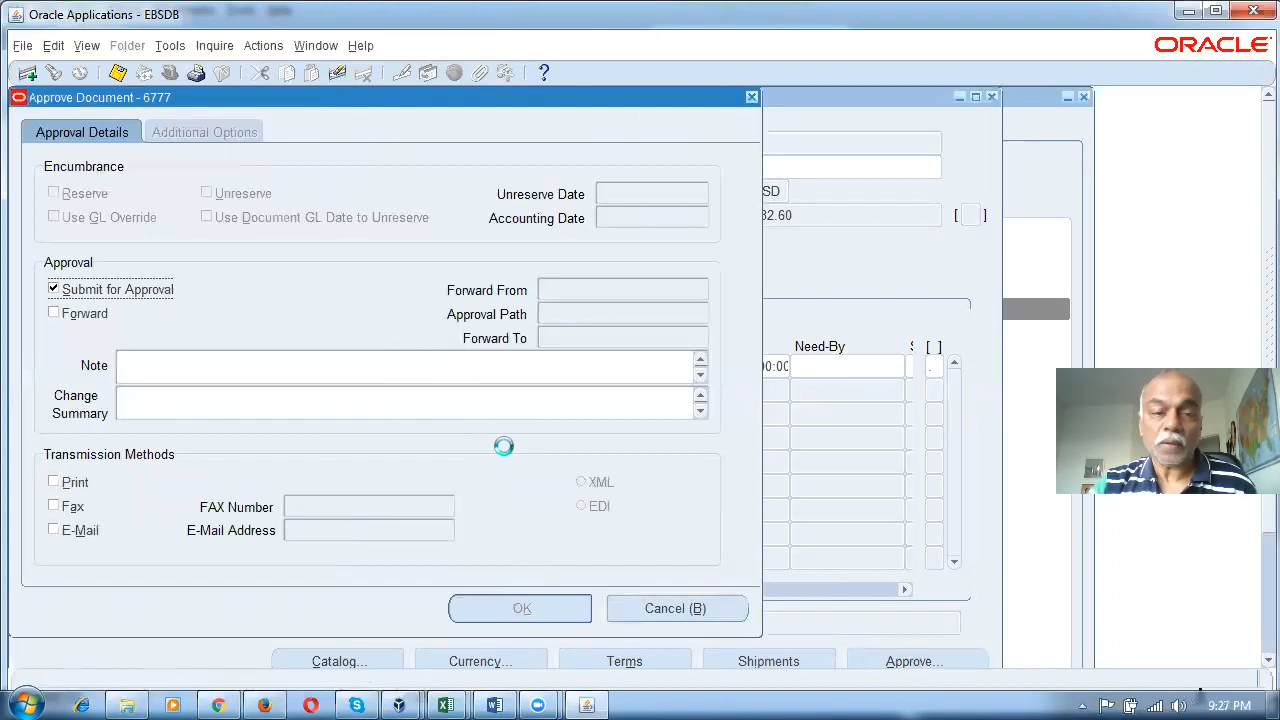 Oracle Applications - EBSDB
File Edit View Folder Tools Inquire Actions Window Help
ORACLE
?
Approve Document - 6777
Approval Details
Additional Options
Encumbrance
Reserve
Unreserve
Unreserve Date
Use GL Override
Use Document GL Date to Unreserve
Accounting Date
SD
32.60
[ ]
Approval
Submit for Approval
Forward From
Forward
Approval Path
Forward To
Note
Change
Summary
Need-By
[ ]
00:00
.
Transmission Methods
Print
XML
Fax
FAX Number
EDI
E-Mail
E-Mail Address
OK
Cancel (B)
Catalog...
Currency...
Terms
Shipments
Approve...
9:27 PM